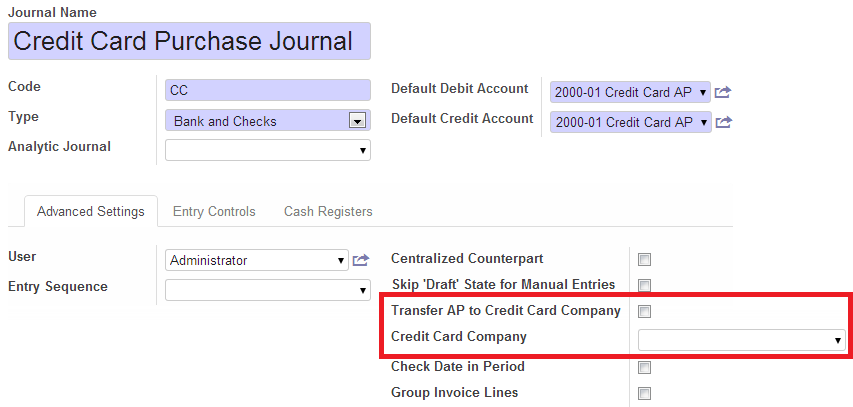 Journal Name
Credit Card Purchase Journal
Code CC
Default Debit Account 2000-01 Credit Card AP
Type Bank and Checks
Default Credit Account 2000-01 Credit Card AP
Analytic Journal
Advanced Settings Entry Controls Cash Registers
User Administrator
Centralized Counterpart
Entry Sequence
Skip 'Draft' State for Manual Entries
Transfer AP to Credit Card Company
Credit Card Company
Check Date in Period
Group Invoice Lines